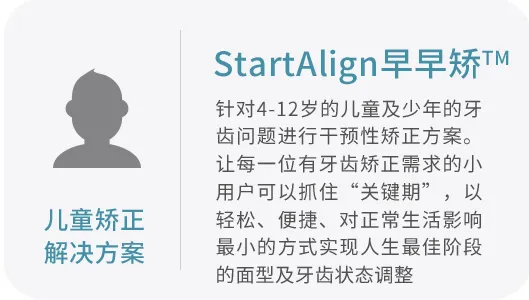 儿童矫正
解决方案
StartAlign早早矫™
针对4-12岁的儿童及少年的牙
齿问题进行干预性矫正方案。
让每一位有牙齿矫正需求的小
用户可以抓住“关键期”，以
轻松、便捷、对正常生活影响
最小的方式实现人生最佳阶段
的面型及牙齿状态调整